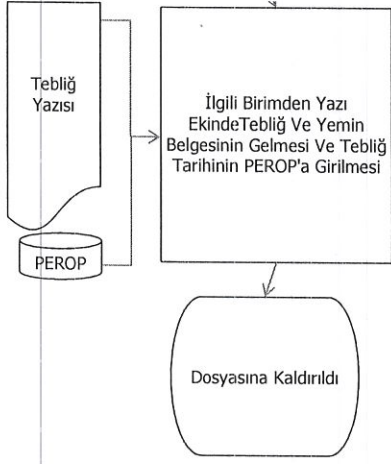 Tebliğ
Yazısı
PEROP
İlgili Birimden Yazı
EkindeTebliğ Ve Yemin
Belgesinin Gelmesi Ve Tebliğ
Tarihinin PEROP'a Girilmesi
Dosyasına Kaldırıldı